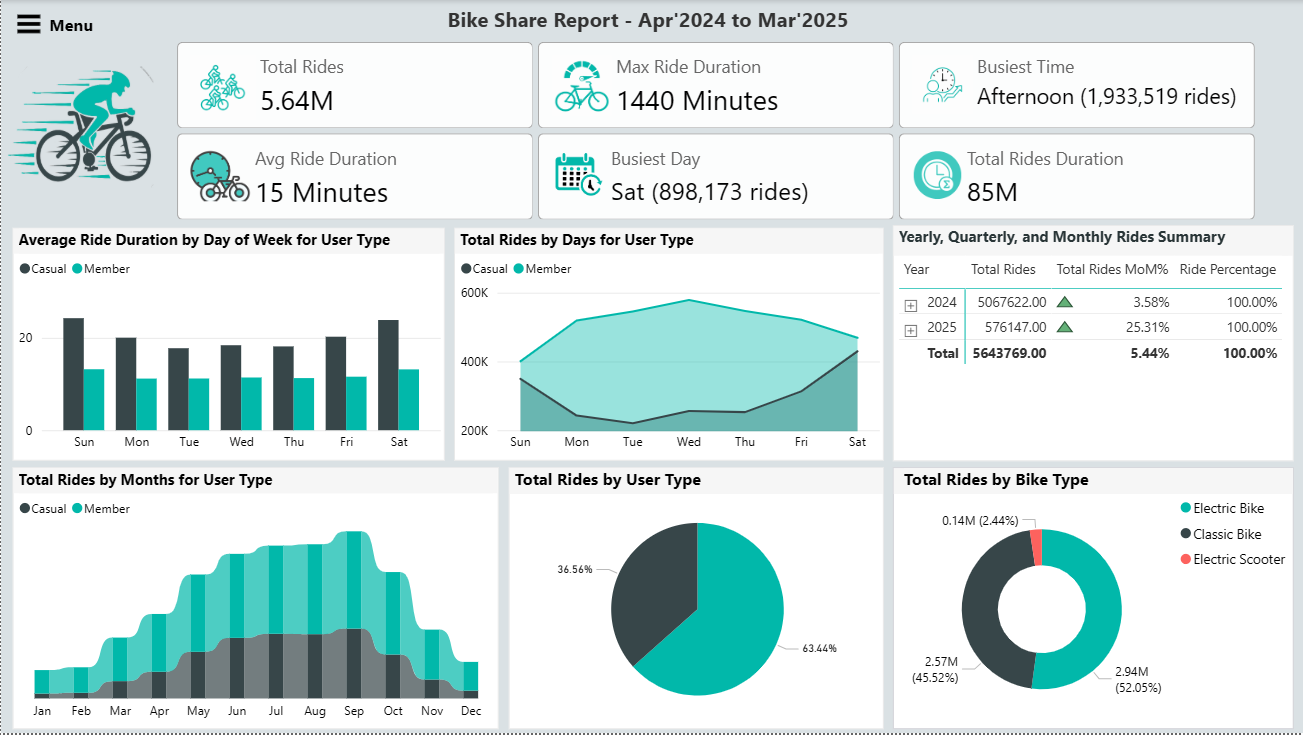 Menu
Bike Share Report - Apr'2024 to Mar'2025
Total Rides
5.64M
Max Ride Duration
1440 Minutes
Busiest Time
Afternoon (1,933,519 rides)
Avg Ride Duration
15 Minutes
Busiest Day
Sat (898,173 rides)
Total Rides Duration
85M
Average Ride Duration by Day of Week for User Type
Casual Member
20
0
Sun Mon Tue Wed Thu Fri Sat
Total Rides by Days for User Type
Casual Member
600K
400K
200K
Sun Mon Tue Wed Thu Fri Sat
Yearly, Quarterly, and Monthly Rides Summary
Year Total Rides Total Rides MoM% Ride Percentage
2024 5067622.00 3.58% 100.00%
2025 576147.00 25.31% 100.00%
Total 5643769.00 5.44% 100.00%
Total Rides by Months for User Type
Casual Member
Jan Feb Mar Apr May Jun Jul Aug Sep Oct Nov Dec
Total Rides by User Type
36.56%
63.44%
Total Rides by Bike Type
0.14M (2.44%)
2.57M
(45.52%)
2.94M
(52.05%)
Electric Bike
Classic Bike
Electric Scooter